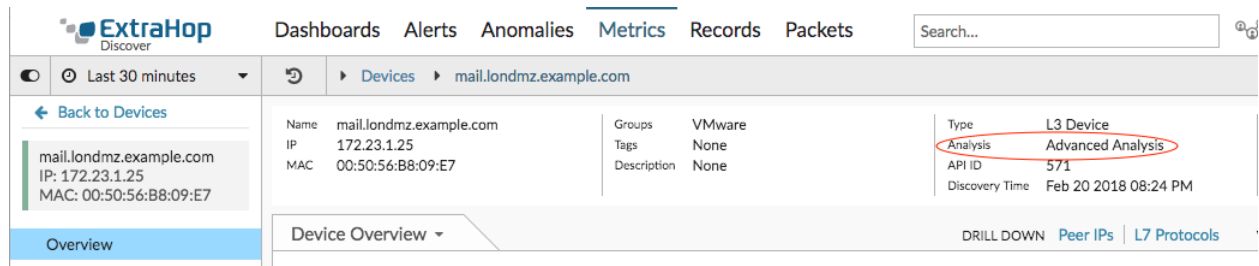 ExtraHop
Discover
Dashboards Alerts Anomalies Metrics Records Packets Search...
Last 30 minutes
Devices mail.londmz.example.com
Back to Devices
mail.londmz.example.com
IP: 172.23.1.25
MAC: 00:50:56:B8:09:E7
Overview
Name mail.londmz.example.com
IP 172.23.1.25
MAC 00:50:56:B8:09:E7
Groups VMware
Tags None
Description None
Type L3 Device
Analysis Advanced Analysis
API ID 571
Discovery Time Feb 20 2018 08:24 PM
Device Overview
DRILL DOWN Peer IPs | L7 Protocols